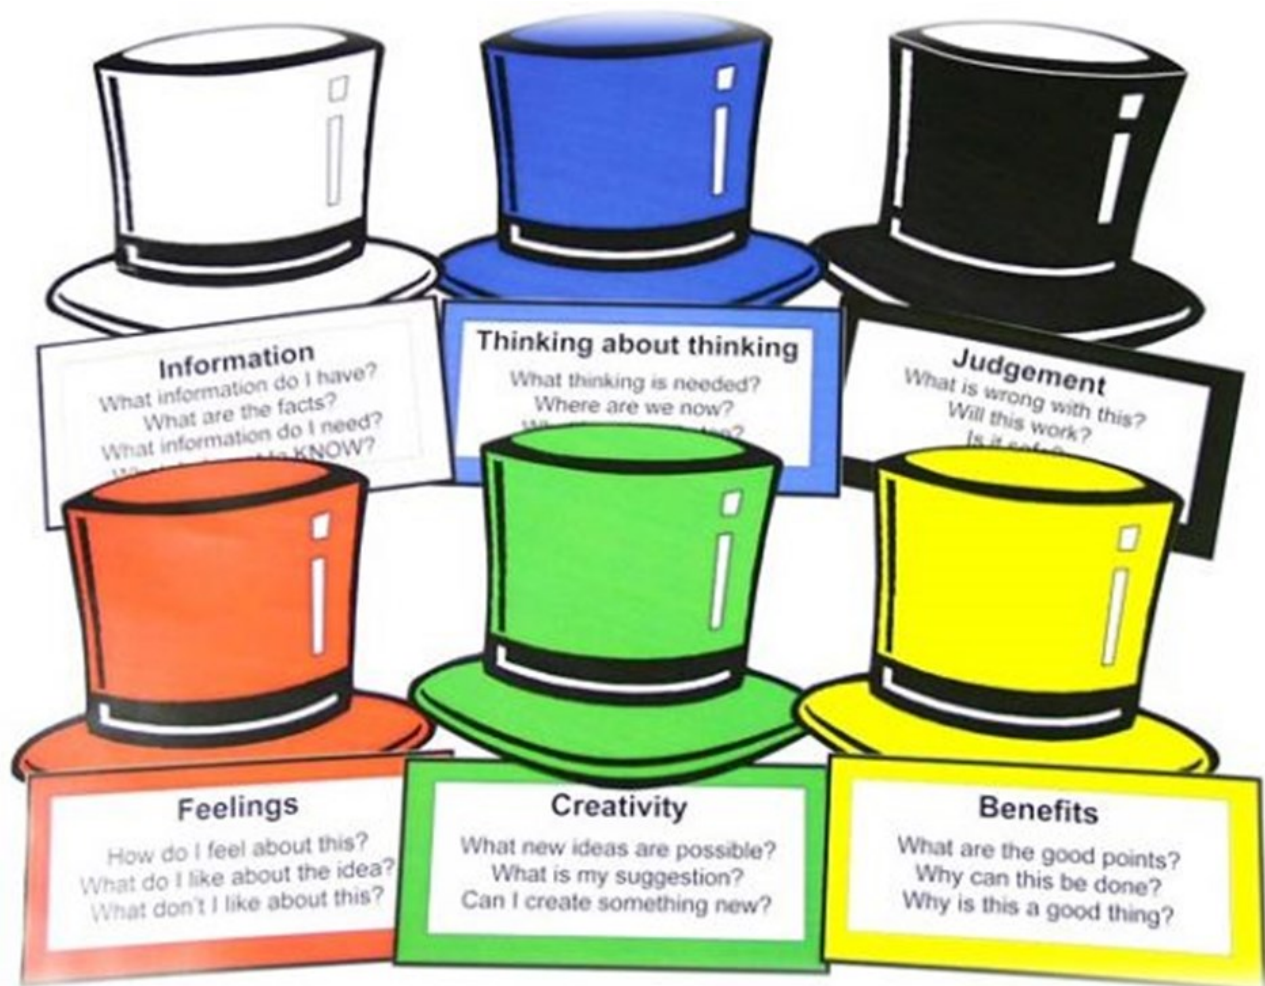 Information
What information do I have?
What are the facts?
What information do I need?
KNOW?
Thinking about thinking
What thinking is needed?
Where are we now?
Judgement
What is wrong with this?
Will this work?
Is it safe?
Feelings
How do I feel about this?
What do I like about the idea?
What don't I like about this?
Creativity
What new ideas are possible?
What is my suggestion?
Can I create something new?
Benefits
What are the good points?
Why can this be done?
Why is this a good thing?